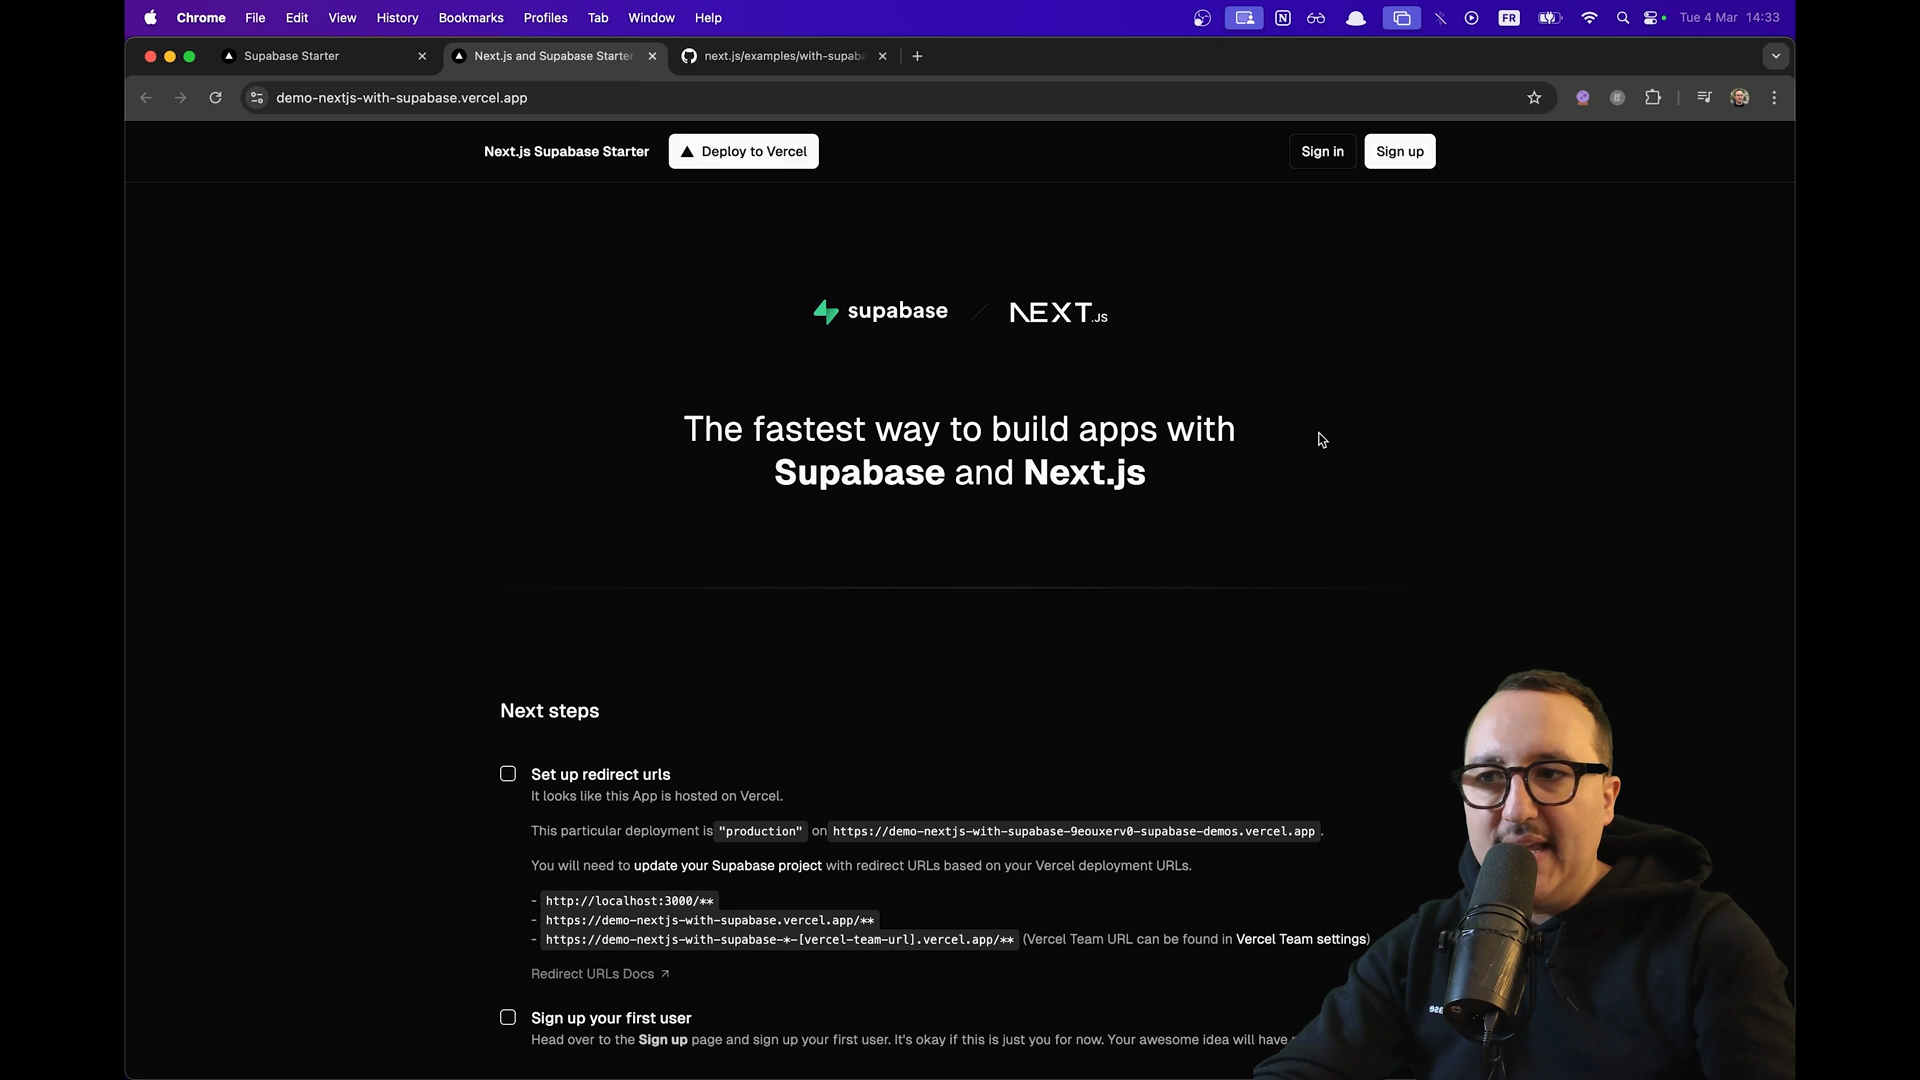 Chrome File Edit View History Bookmarks Profiles Tab Window Help FR Tue 4 Mar 14:33
Supabase Starter Next.js and Supabase Starter next.js/examples/with-supaba
demo-nextjs-with-supabase.vercel.app
Next.js Supabase Starter Deploy to Vercel Sign in Sign up
supabase NEXT.JS
The fastest way to build apps with
Supabase and Next.js
Next steps
Set up redirect urls
It looks like this App is hosted on Vercel.
This particular deployment is "production" on https://demo-nextjs-with-supabase-9eouxerv0-supabase-demos.vercel.app .
You will need to update your Supabase project with redirect URLs based on your Vercel deployment URLs.
- http://localhost:3000/**
- https://demo-nextjs-with-supabase.vercel.app/**
- https://demo-nextjs-with-supabase-*-[vercel-team-url].vercel.app/** (Vercel Team URL can be found in Vercel Team settings)
Redirect URLs Docs
Sign up your first user
Head over to the Sign up page and sign up your first user. It's okay if this is just you for now. Your awesome idea will have